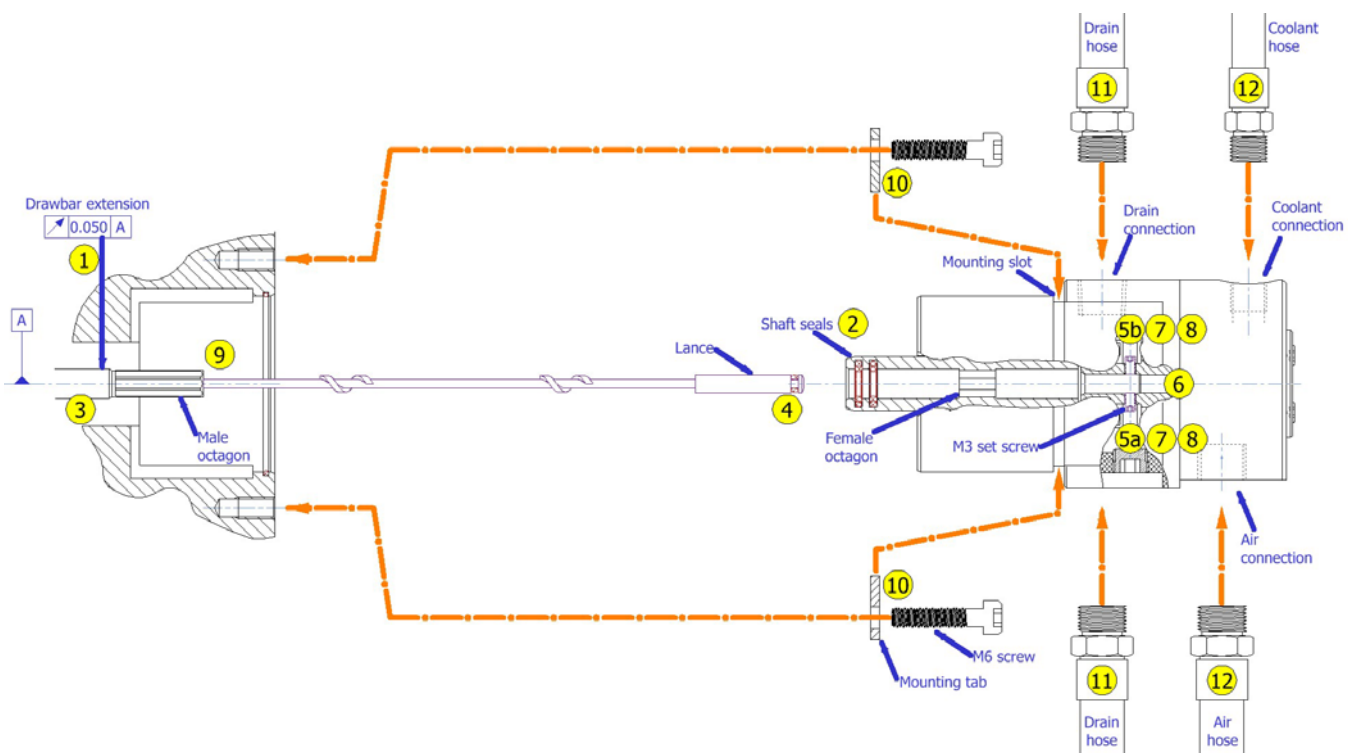 Drain
hose
Coolant
hose
11
12
10
Drawbar extension
0.050 A
1
Drain
connection
Coolant
connection
Mounting slot
A
9
Shaft seals
2
5b
7
8
Lance
3
4
6
Male
octagon
Female
octagon
M3 set screw
5a
7
8
Air
connection
10
M6 screw
Mounting tab
11
12
Drain
hose
Air
hose